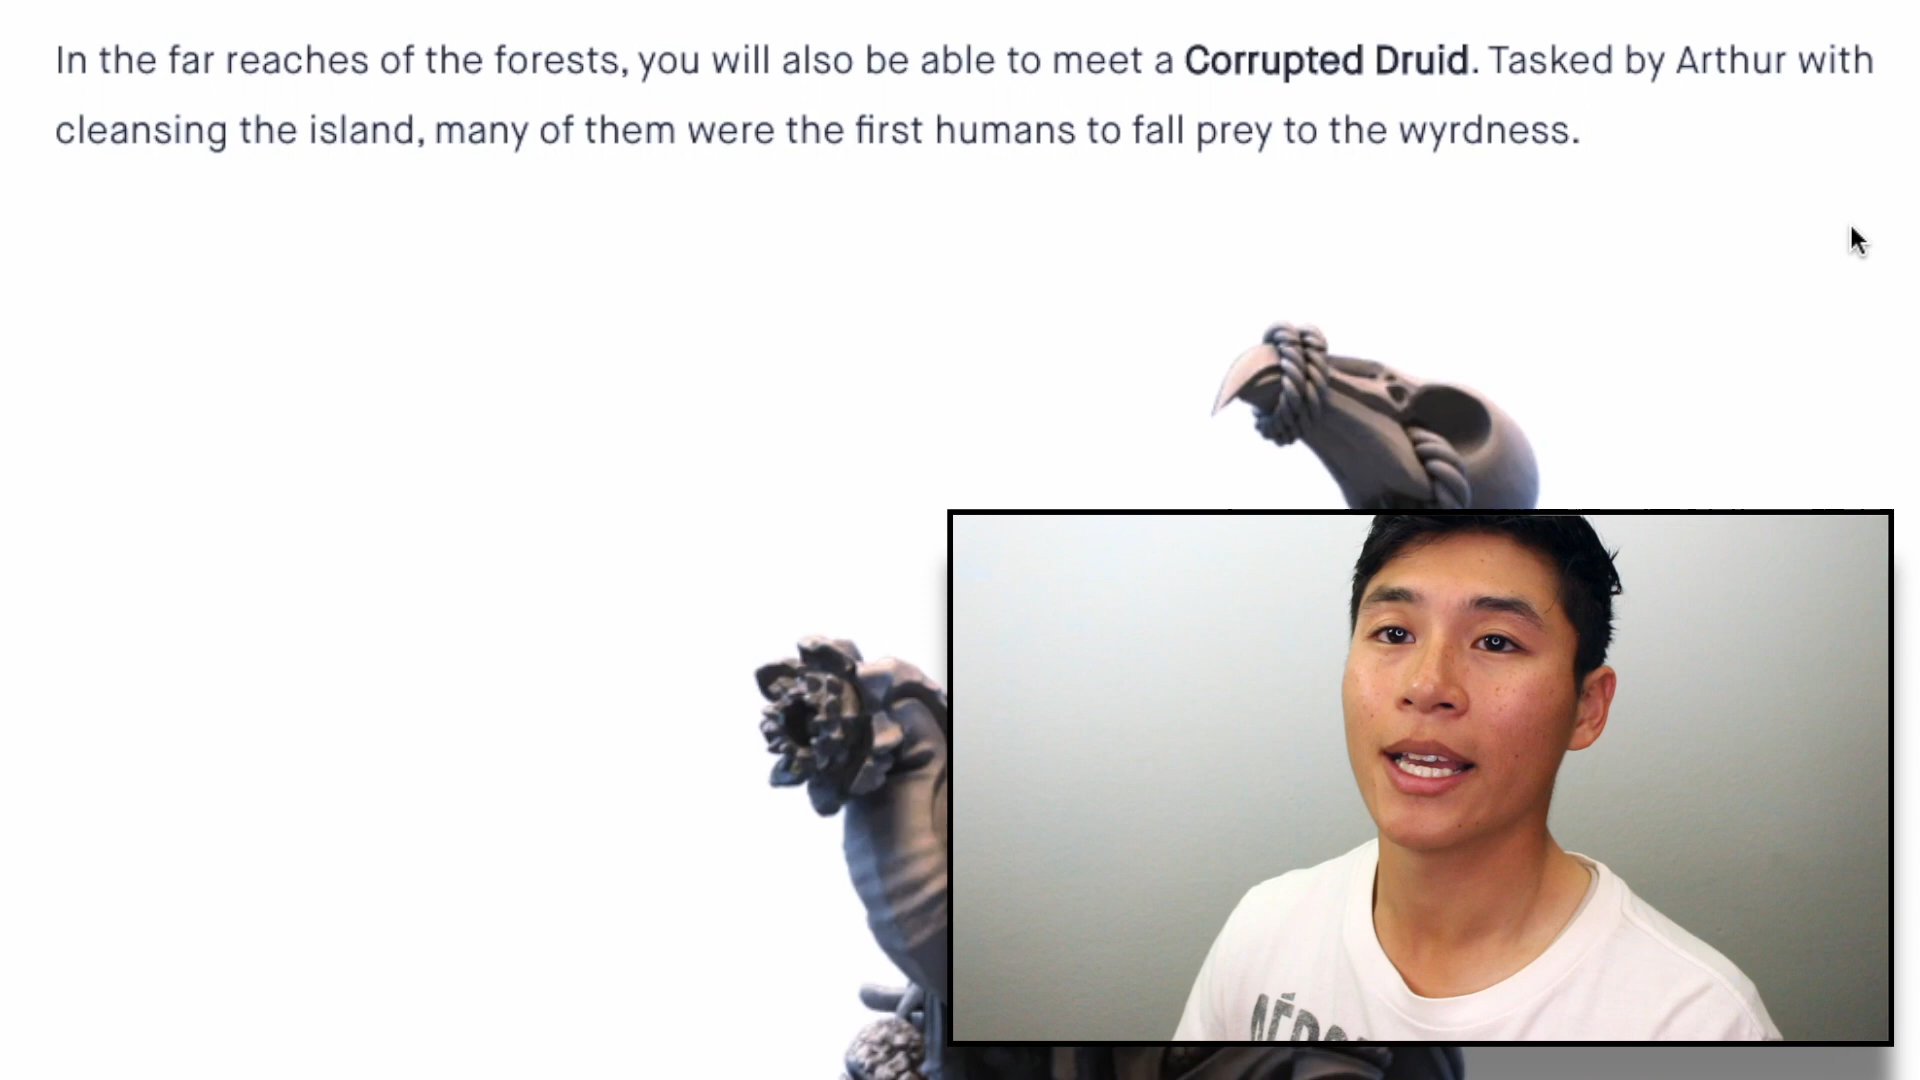 In the far reaches of the forests, you will also be able to meet a Corrupted Druid. Tasked by Arthur with
cleansing the island, many of them were the first humans to fall prey to the wyrdness.